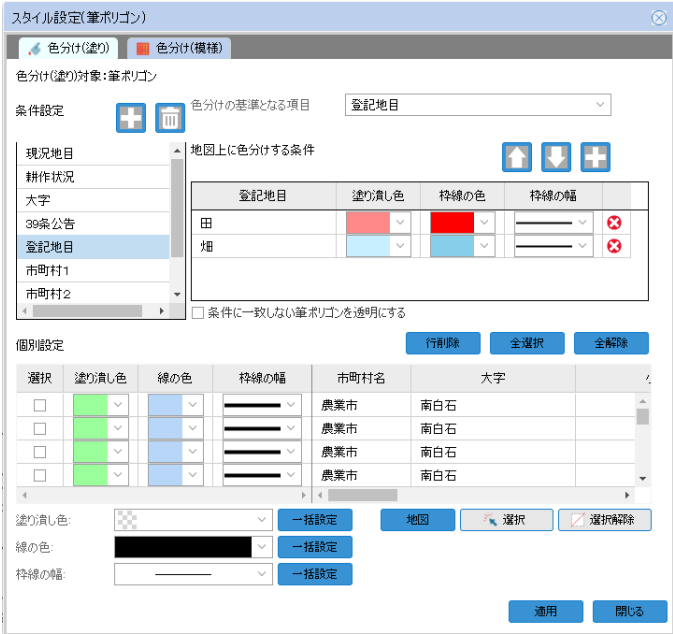 スタイル設定(筆ポリゴン)
色分け(塗り) 色分け(模様)
色分け(塗り)対象:筆ポリゴン
条件設定
色分けの基準となる項目 登記地目
現況地目
耕作状況
大字
39条公告
登記地目
市町村1
市町村2
地図上に色分けする条件
登記地目 塗り潰し色 枠線の色 枠線の幅
田
畑
条件に一致しない筆ポリゴンを透明にする
個別設定 行削除 全選択 全解除
選択 塗り潰し色 線の色 枠線の幅 市町村名 大字
農業市 南白石
農業市 南白石
農業市 南白石
農業市 南白石
塗り潰し色: 一括設定 地図 選択 選択解除
線の色: 一括設定
枠線の幅: 一括設定
適用 閉じる